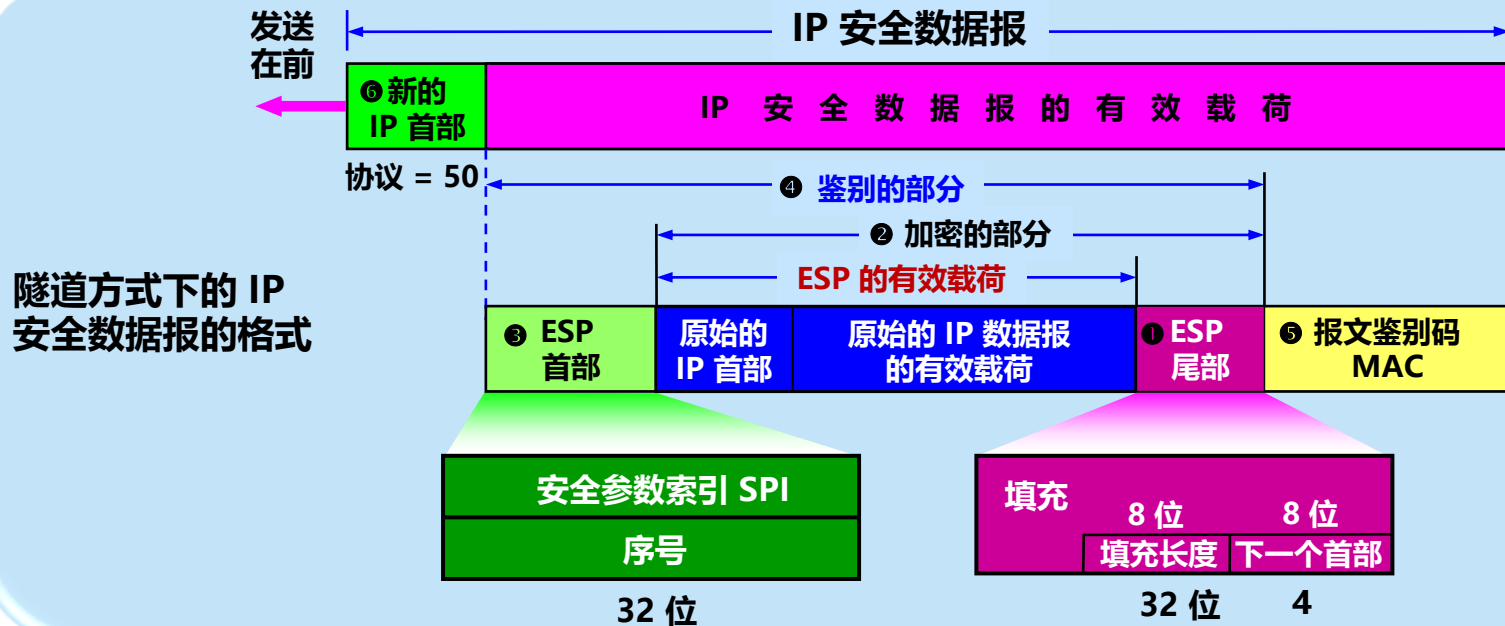 发送
在前
IP 安全数据报
❻新的
IP 首部
IP 安 全 数 据 报 的 有 效 载 荷
协议 = 50
❹ 鉴别的部分
❷ 加密的部分
ESP 的有效载荷
隧道方式下的 IP
安全数据报的格式
❸ ESP
首部
原始的
IP 首部
原始的 IP 数据报
的有效载荷
❶ESP
尾部
❺ 报文鉴别码
MAC
安全参数索引 SPI
序号
32 位
填充
8 位
8 位
填充长度
下一个首部
32 位
4